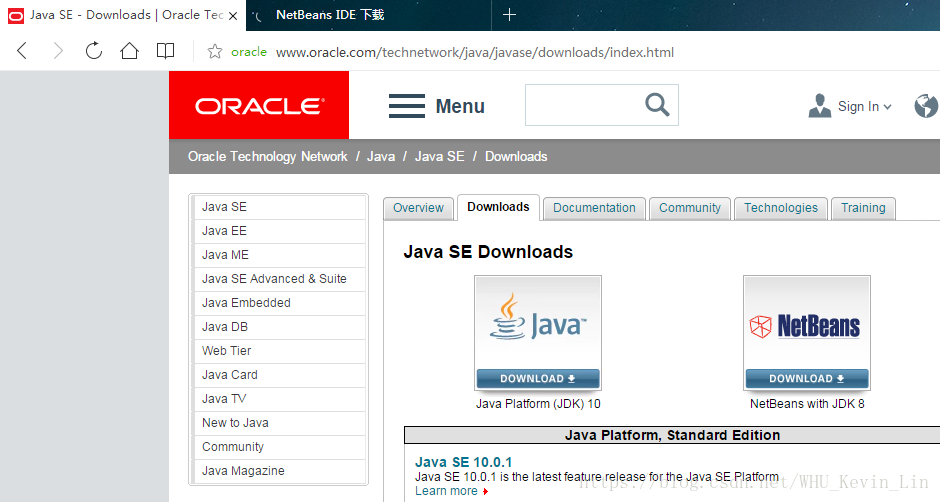 Java SE - Downloads | Oracle Tec
NetBeans IDE 下载
oracle www.oracle.com/technetwork/java/javase/downloads/index.html
ORACLE
Menu
Sign In
Oracle Technology Network / Java / Java SE / Downloads
Java SE
Java EE
Java ME
Java SE Advanced & Suite
Java Embedded
Java DB
Web Tier
Java Card
Java TV
New to Java
Community
Java Magazine
Overview
Downloads
Documentation
Community
Technologies
Training
Java SE Downloads
Java
DOWNLOAD
Java Platform (JDK) 10
NetBeans
DOWNLOAD
NetBeans with JDK 8
Java Platform, Standard Edition
Java SE 10.0.1
Java SE 10.0.1 is the latest feature release for the Java SE Platform
Learn more
https://blog.csdn.net/WHU_Kevin_Lin